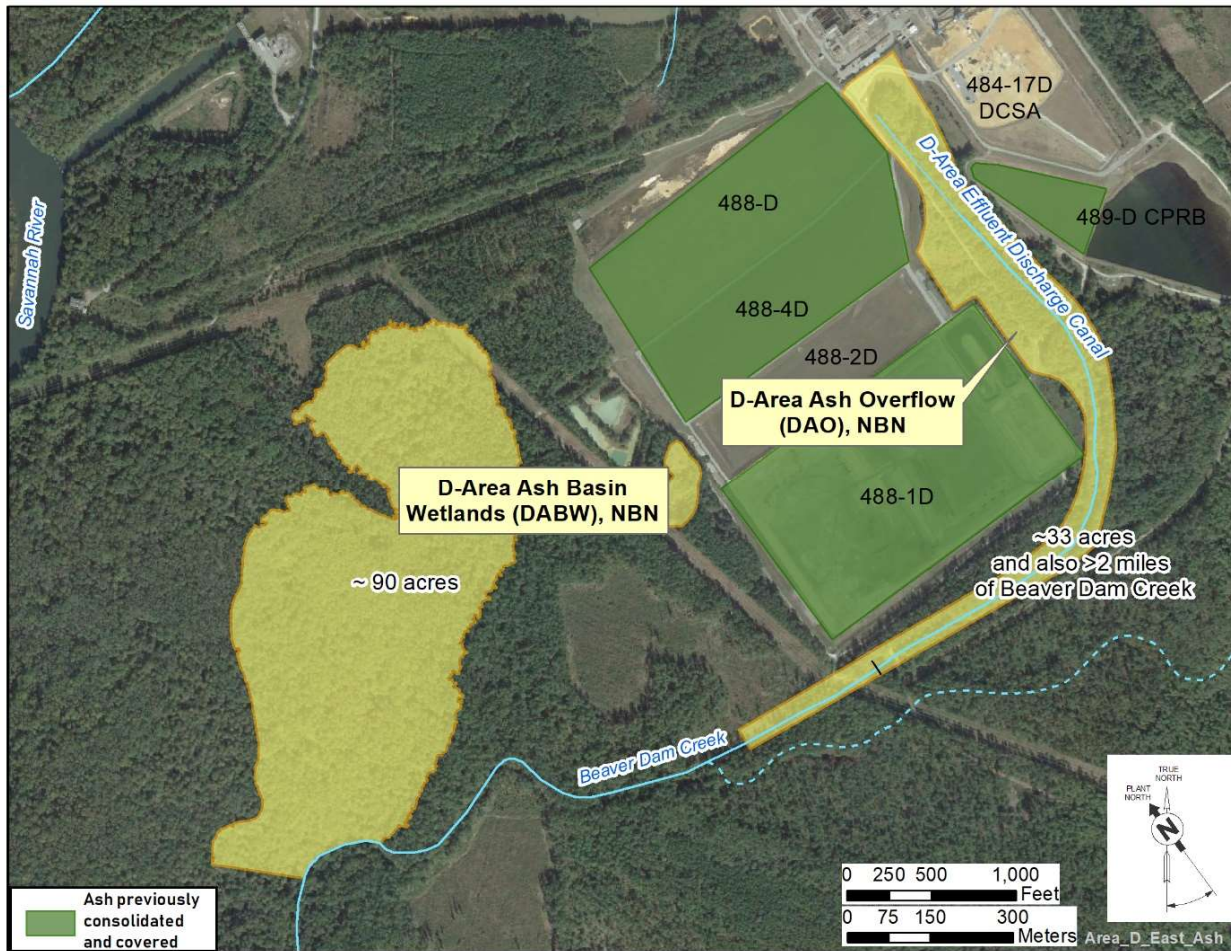 484-17D
DCSA
D-Area Effluent Discharge Canal
488-D
489-D CPRB
Savannah River
488-4D
488-2D
D-Area Ash Overflow
(DAO), NBN
D-Area Ash Basin
Wetlands (DABW), NBN
488-1D
~33 acres
and also >2 miles
of Beaver Dam Creek
~ 90 acres
Beaver Dam Creek
TRUE
NORTH
PLANT
NORTH
N
0 250 500 1,000
Feet
0 75 150 300
Meters
Ash previously
consolidated
and covered
Area_D_East_Ash